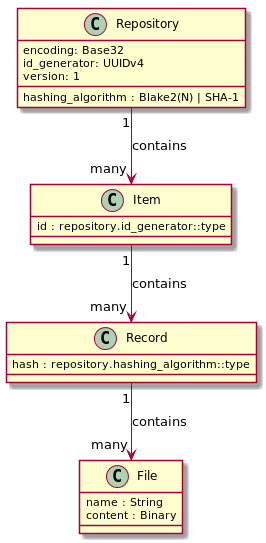 C Repository
encoding: Base32
id_generator: UUIDv4
version: 1
hashing_algorithm : Blake2(N) | SHA-1
1
contains
many
C Item
id : repository.id_generator::type
1
contains
many
C Record
hash : repository.hashing_algorithm::type
1
contains
many
C File
name : String
content : Binary